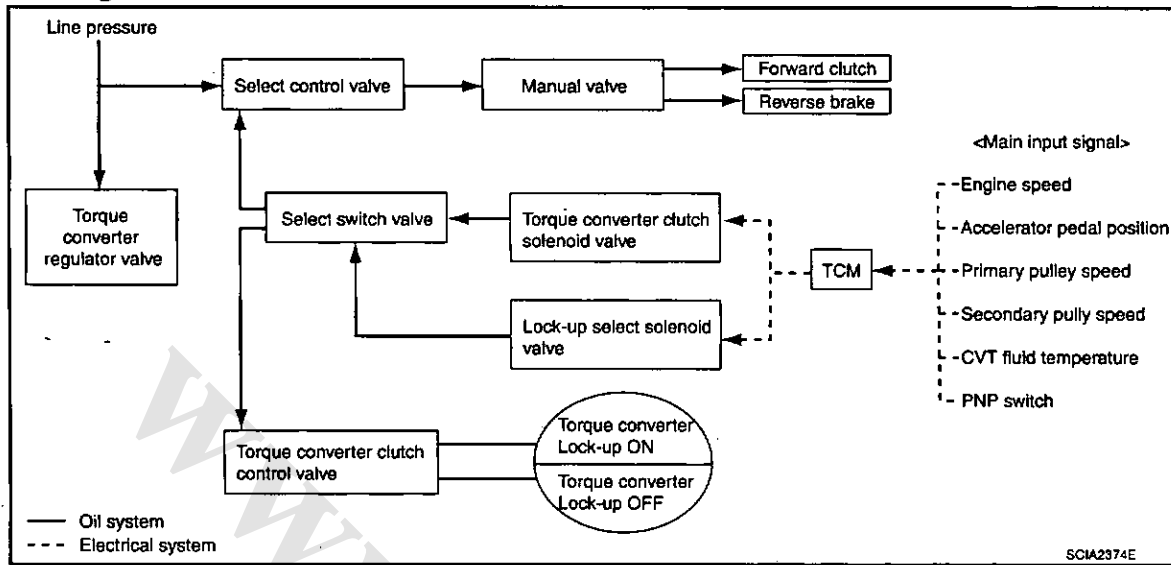 Line pressure
Select control valve
Manual valve
Forward clutch
Reverse brake
<Main input signal>
Torque
converter
regulator valve
Select switch valve
Torque converter clutch
solenoid valve
TCM
Engine speed
Accelerator pedal position
Primary pulley speed
Secondary pully speed
CVT fluid temperature
PNP switch
Lock-up select solenoid
valve
Torque converter clutch
control valve
Torque converter
Lock-up ON
Torque converter
Lock-up OFF
Oil system
Electrical system
SCIA2374E